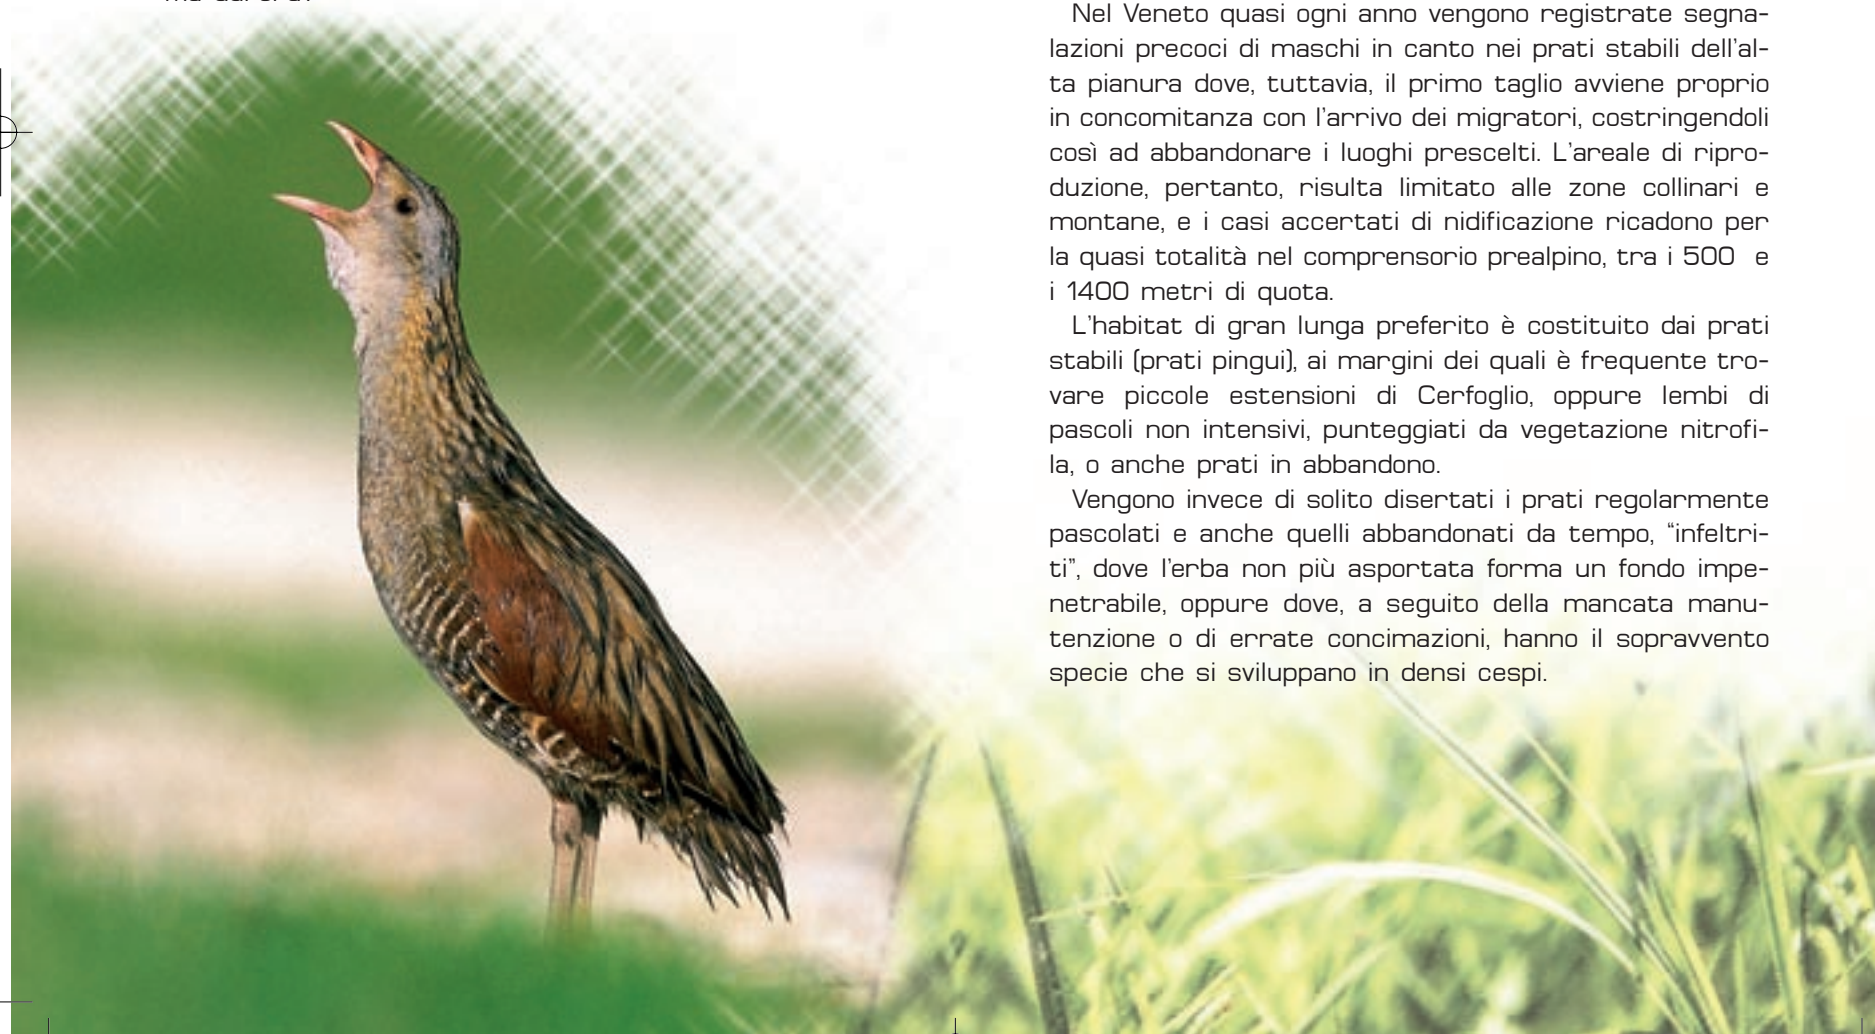 Nel Veneto quasi ogni anno vengono registrate segna-
lazioni precoci di maschi in canto nei prati stabili dell'al-
ta pianura dove, tuttavia, il primo taglio avviene proprio
in concomitanza con l'arrivo dei migratori, costringendoli
così ad abbandonare i luoghi prescelti. L'areale di ripro-
duzione, pertanto, risulta limitato alle zone collinari e
montane, e i casi accertati di nidificazione ricadono per
la quasi totalità nel comprensorio prealpino, tra i 500 e
i 1400 metri di quota.
L'habitat di gran lunga preferito è costituito dai prati
stabili (prati pingui), ai margini dei quali è frequente tro-
vare piccole estensioni di Cerfoglio, oppure lembi di
pascoli non intensivi, punteggiati da vegetazione nitrofi-
la, o anche prati in abbandono.
Vengono invece di solito disertati i prati regolarmente
pascolati e anche quelli abbandonati da tempo, “infeltri-
ti”, dove l'erba non più asportata forma un fondo impe-
netrabile, oppure dove, a seguito della mancata manu-
tenzione o di errate concimazioni, hanno il sopravvento
specie che si sviluppano in densi cespi.